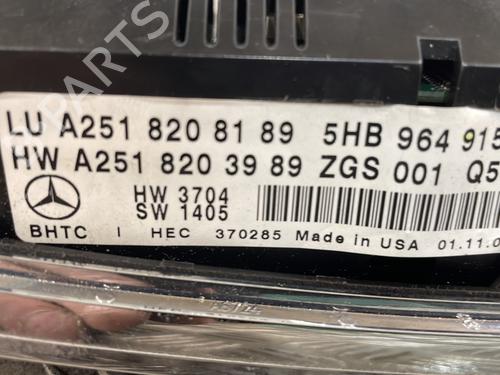 LU A251 820 81 89 5HB 964 915
HW A251 820 39 89 ZGS 001 Q5
HW 3704
SW 1405
BHTC I HEC 370285 Made in USA 01.11.0